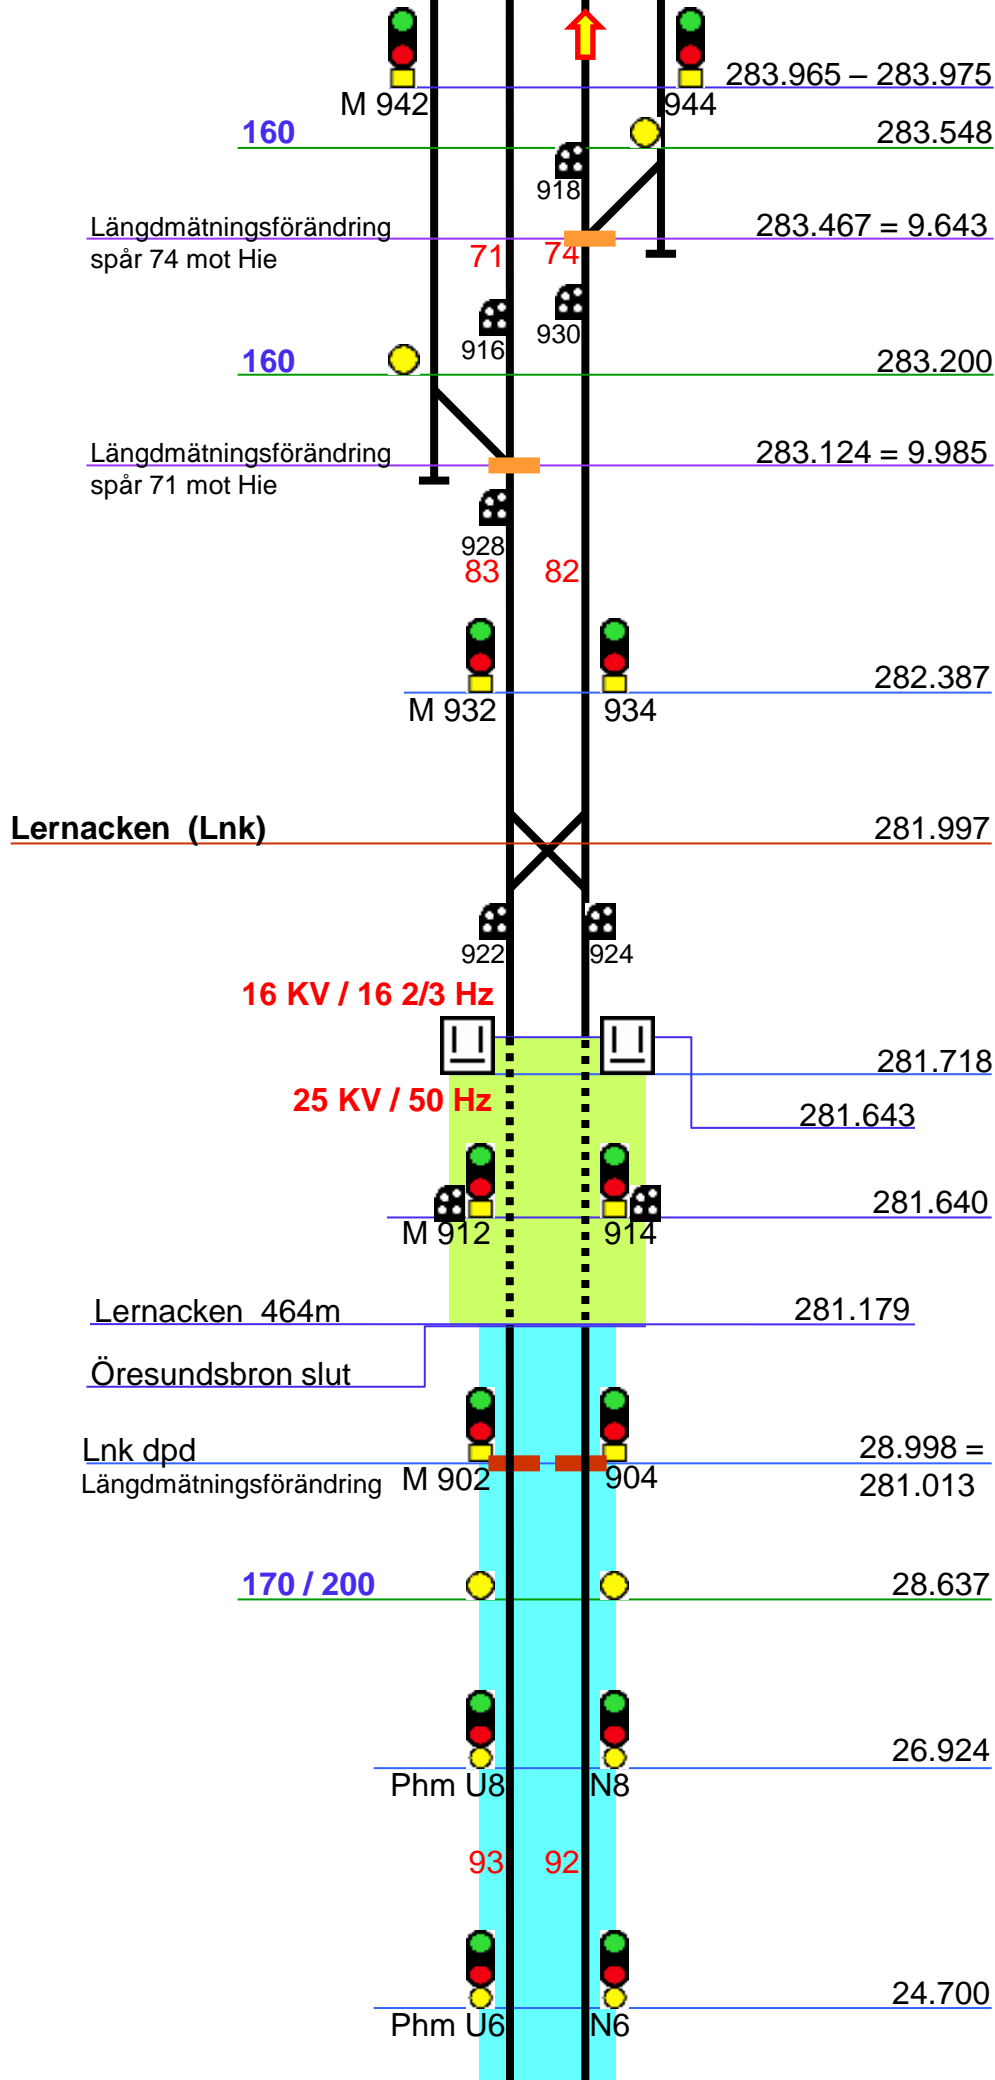 283.965 – 283.975
M 942
944
160
283.548
918
Längdmätningsförändring
spår 74 mot Hie
283.467 = 9.643
71
74
916
930
160
283.200
Längdmätningsförändring
spår 71 mot Hie
283.124 = 9.985
928
83
82
282.387
M 932
934
Lernacken (Lnk)
281.997
922
924
16 KV / 16 2/3 Hz
281.718
25 KV / 50 Hz
281.643
281.640
M 912
914
Lernacken 464m
281.179
Öresundsbron slut
Lnk dpd
28.998 =
Längdmätningsförändring
M 902
904
281.013
170 / 200
28.637
26.924
Phm U8
N8
93
92
24.700
Phm U6
N6